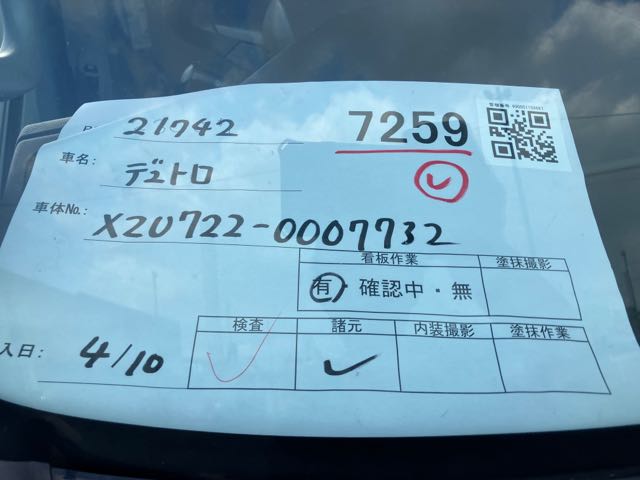 21742 7259
車名: デュトロ
車体No.: XZU722-0007732
看板作業 塗抹撮影
有・確認中・無
検査 諸元 内装撮影 塗抹作業
入日: 4/10